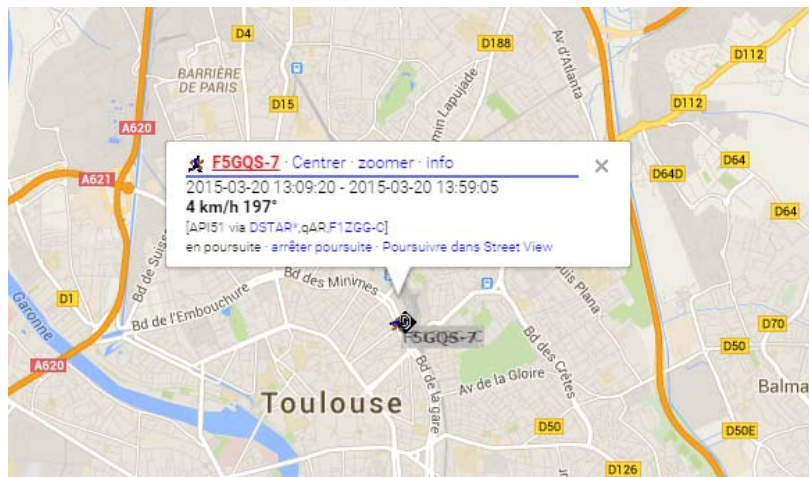 D4
D188
Av d'Atlanta
D112
BARRIÈRE
DE PARIS
D15
min Lapujade
D112
A620
A621
F5GQS-7 · Centrer · zoomer · info
2015-03-20 13:09:20 - 2015-03-20 13:59:05
4 km/h 197°
[API51 via DSTAR*,qAR,F1ZGG-C]
en poursuite · arrêter poursuite · Poursuivre dans Street View
D64
D64D
D64
Bd de Suisse
Bd des Minimes
ouis Plana
Garonne
D1
Bd de l'Embouchure
F5GQS-7
D70
D50
A620
Bd des Crêtes
Bd de la gare
Av de la Gloire
Balma
Toulouse
D50
D50E
D126